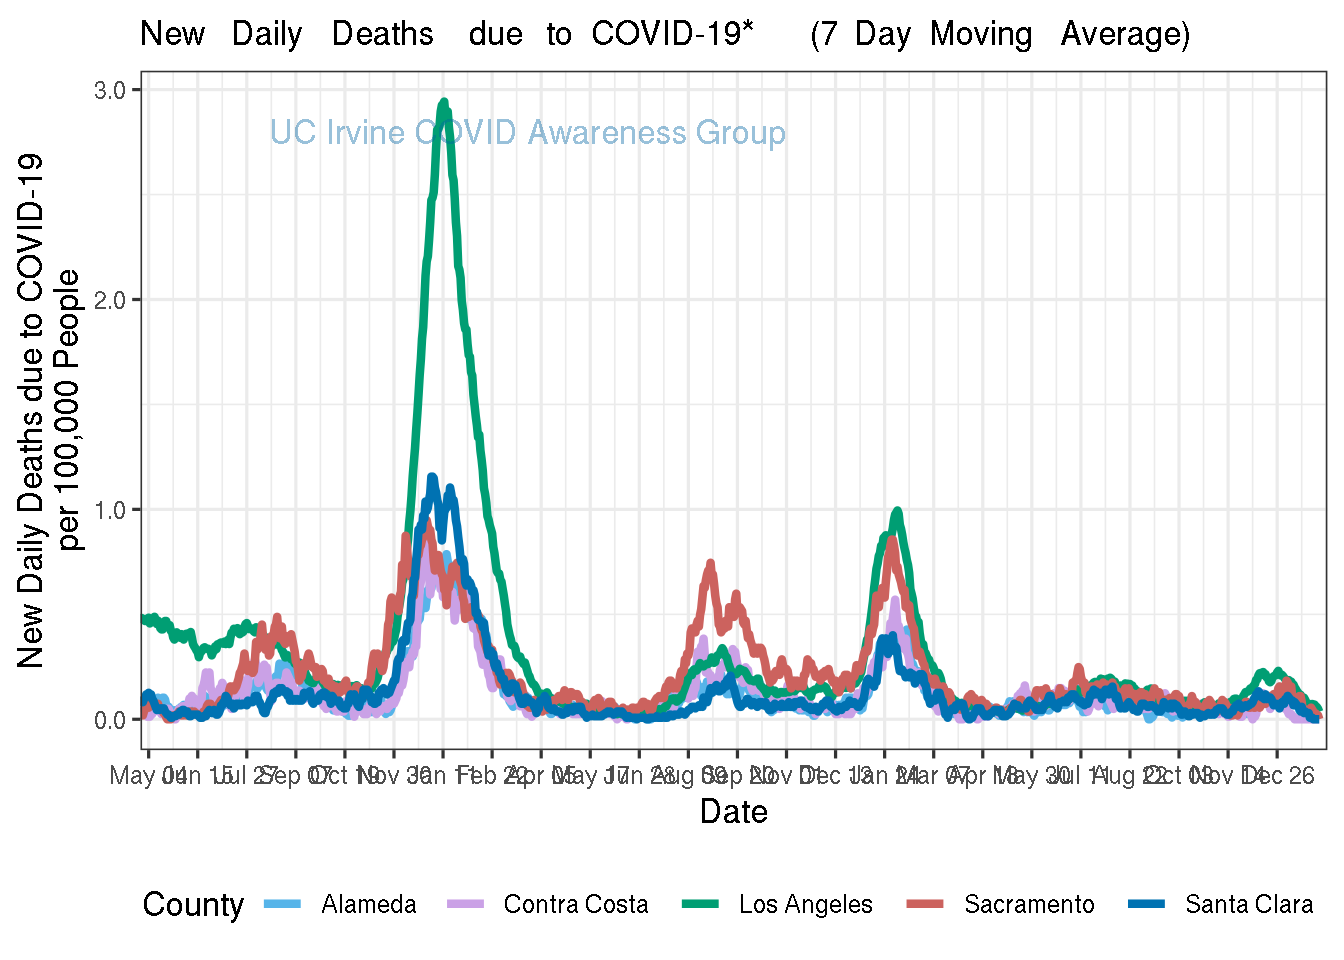 New Daily Deaths due to COVID-19* (7 Day Moving Average)
UC Irvine COVID Awareness Group
New Daily Deaths due to COVID-19
per 100,000 People
3.0
2.0
1.0
0.0
May 04 Jun 15 Jul 27 Sep 07 Oct 19 Nov 30 Jan 11 Feb 22 Apr 05 May 17 Jun 28 Aug 09 Sep 20 Nov 01 Dec 13 Jan 24 Mar 07 Apr 18 May 30 Jul 11 Aug 22 Oct 03 Nov 14 Dec 26
Date
County Alameda Contra Costa Los Angeles Sacramento Santa Clara